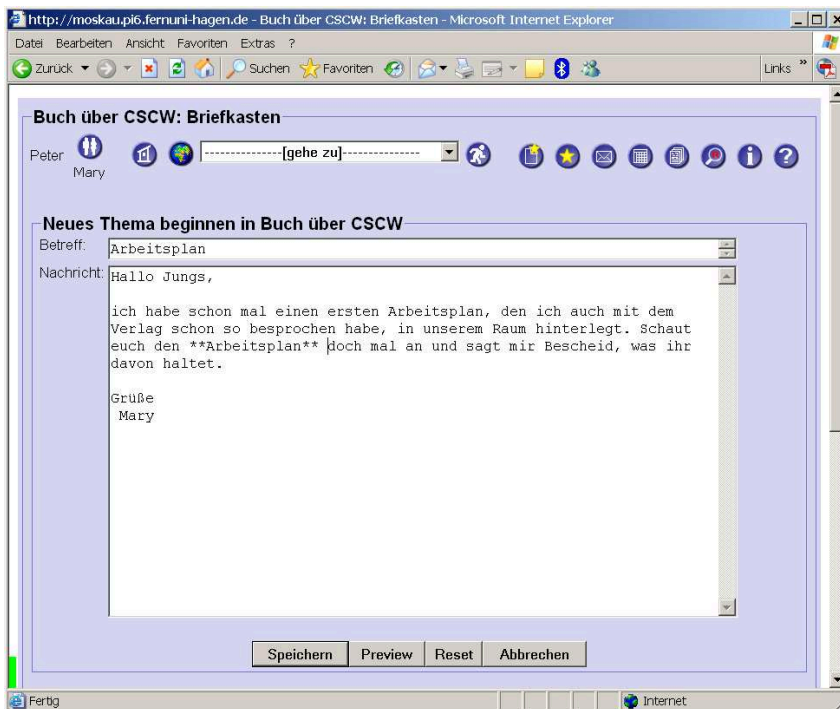 http://moskau.pi6.fernuni-hagen.de - Buch über CSCW: Briefkasten - Microsoft Internet Explorer
Datei Bearbeiten Ansicht Favoriten Extras ?
Zurück Suchen Favoriten Links »
Buch über CSCW: Briefkasten
Peter ---------------[gehe zu]---------------
Mary
Neues Thema beginnen in Buch über CSCW
Betreff: Arbeitsplan
Nachricht: Hallo Jungs,
ich habe schon mal einen ersten Arbeitsplan, den ich auch mit dem
Verlag schon so besprochen habe, in unserem Raum hinterlegt. Schaut
euch den **Arbeitsplan** doch mal an und sagt mir Bescheid, was ihr
davon haltet.
Grüße
Mary
Speichern Preview Reset Abbrechen
Fertig Internet